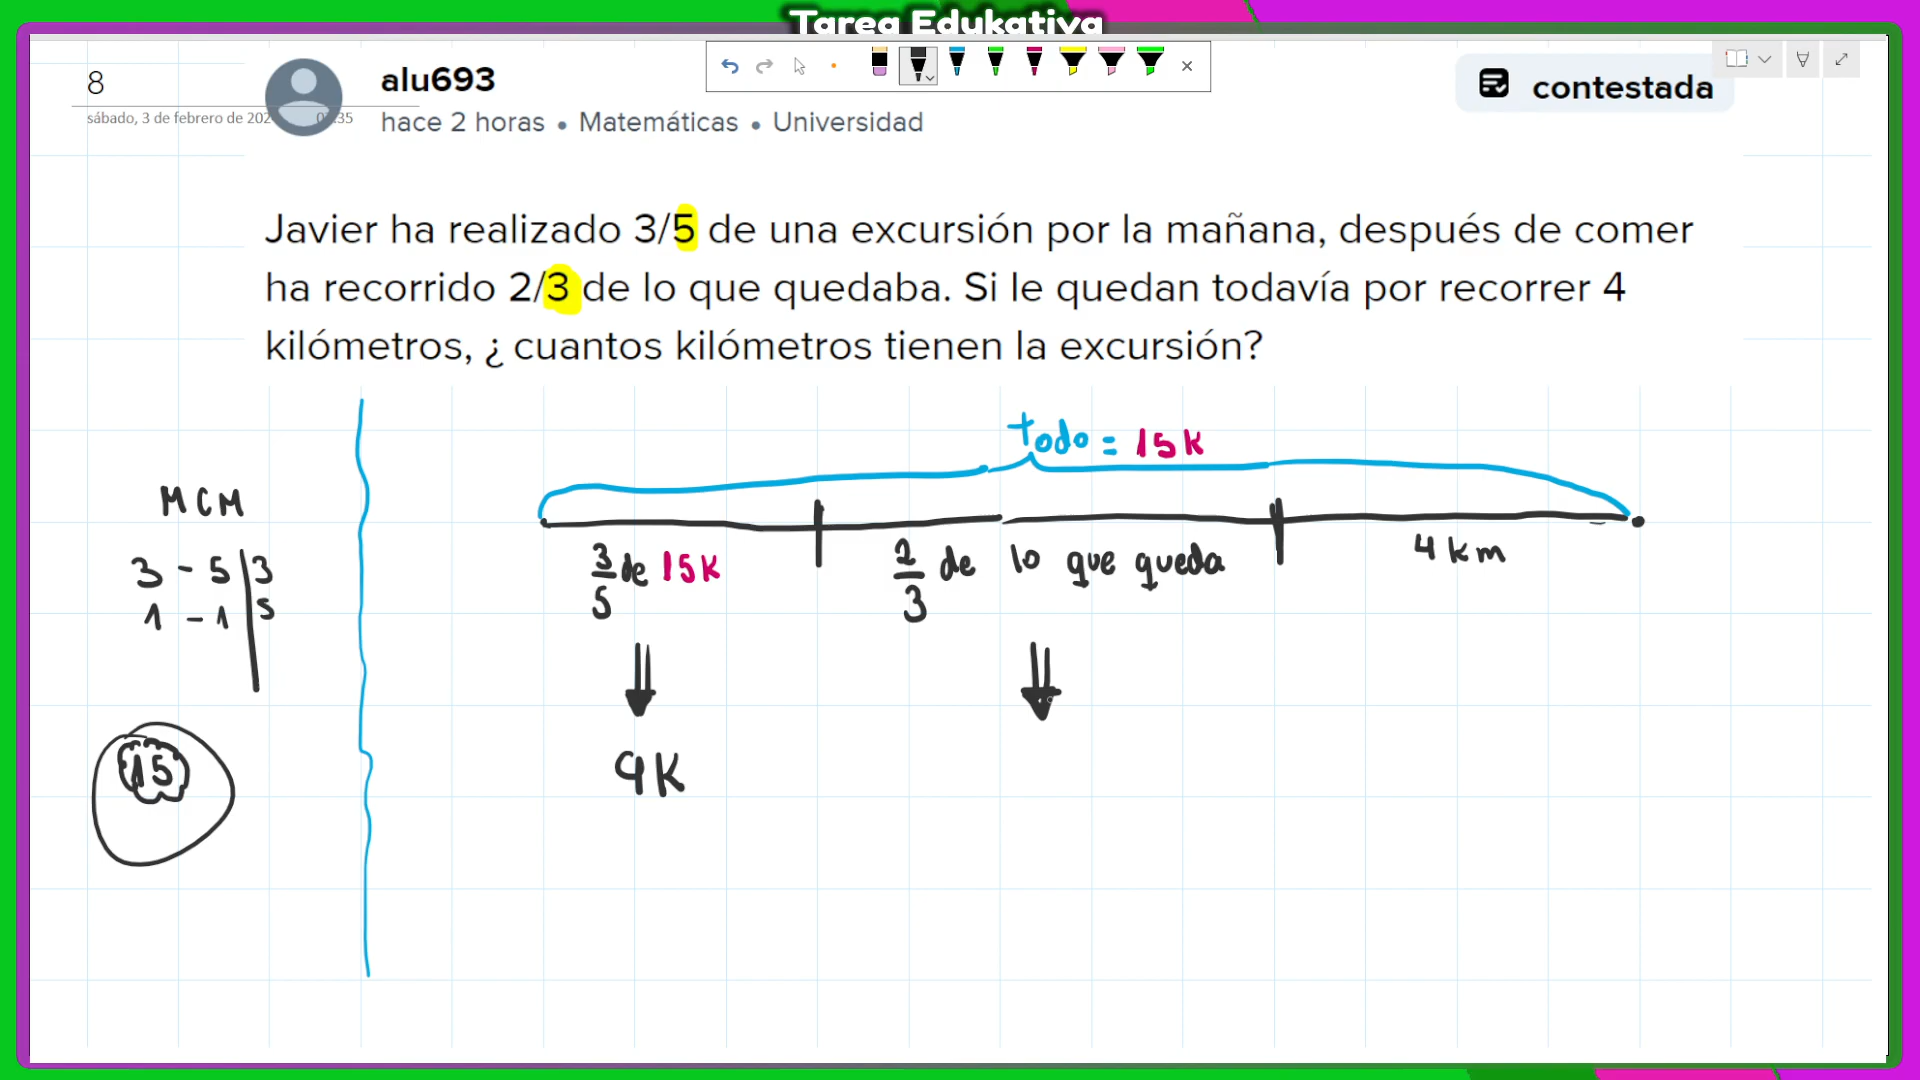 Tarea Edukativa
8
alu693
contestada
sábado, 3 de febrero de 202
:35
hace 2 horas • Matemáticas • Universidad
Javier ha realizado 3/5 de una excursión por la mañana, después de comer
ha recorrido 2/3 de lo que quedaba. Si le quedan todavía por recorrer 4
kilómetros, ¿ cuantos kilómetros tienen la excursión?
todo = 15K
MCM
3 - 5 | 3
1 - 1 | 5
15
3/5 de 15K
2/3 de lo que queda
4 km
9K